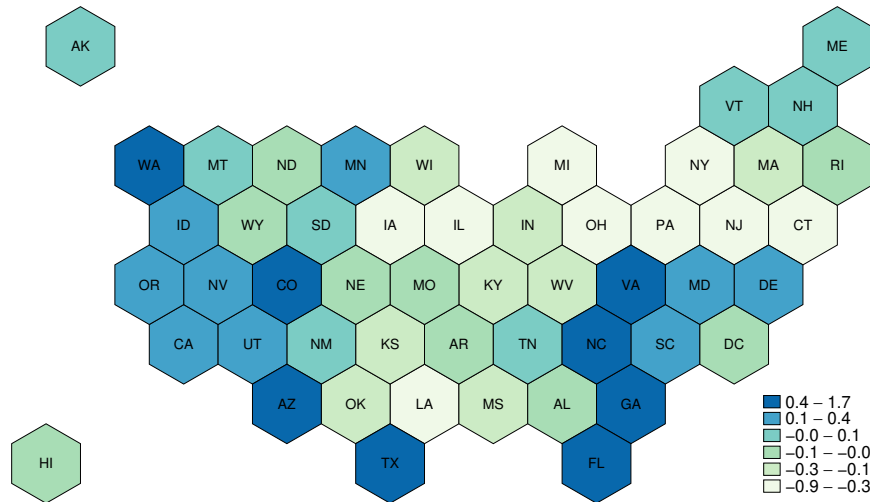 AK
ME
VT NH
WA MT ND MN WI MI NY MA RI
ID WY SD IA IL IN OH PA NJ CT
OR NV CO NE MO KY WV VA MD DE
CA UT NM KS AR TN NC SC DC
AZ OK LA MS AL GA
HI TX FL
0.4 – 1.7
0.1 – 0.4
−0.0 – 0.1
−0.1 – −0.0
−0.3 – −0.1
−0.9 – −0.3